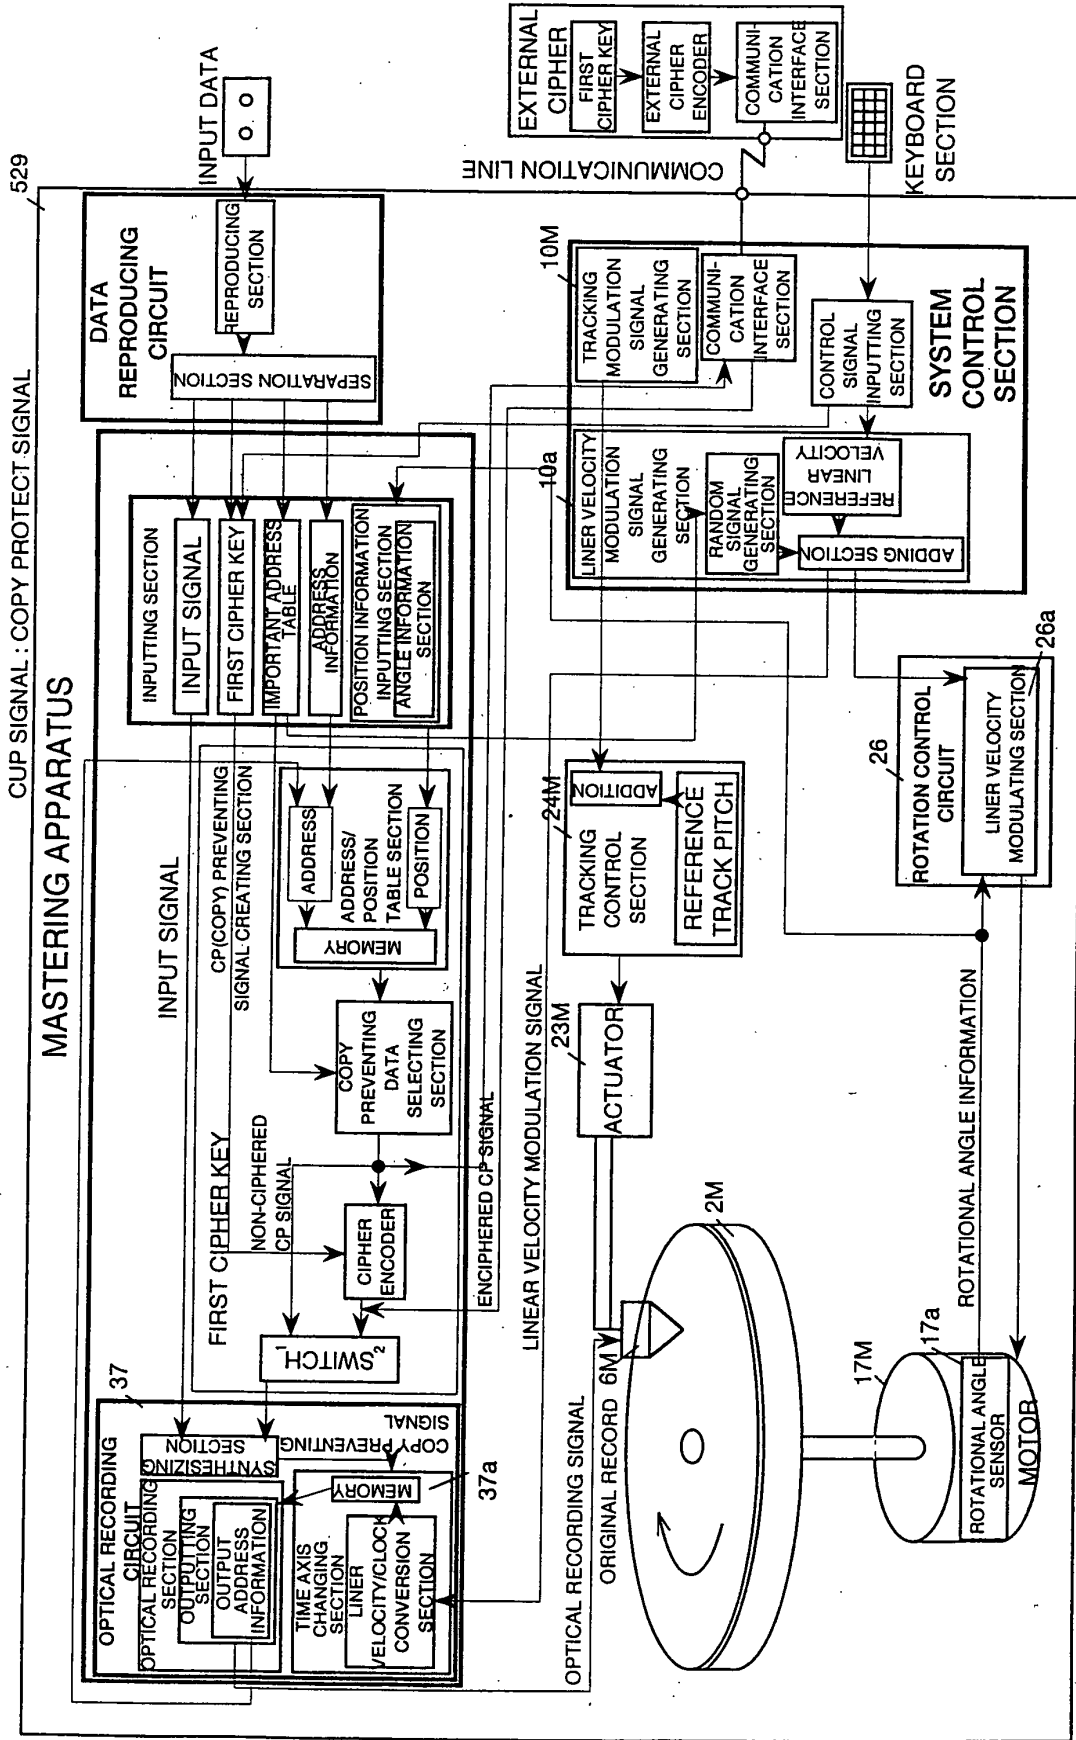 CUP SIGNAL : COPY PROTECT SIGNAL
529
MASTERING APPARATUS
INPUT DATA
DATA
REPRODUCING
CIRCUIT
REPRODUCING
SECTION
SEPARATION SECTION
INPUTTING SECTION
INPUT SIGNAL
FIRST CIPHER KEY
IMPORTANT ADDRESS
TABLE
ADDRESS
INFORMATION
POSITION INFORMATION
INPUTTING SECTION
ANGLE INFORMATION
SECTION
INPUT SIGNAL
CP(COPY) PREVENTING
SIGNAL CREATING SECTION
ADDRESS
ADDRESS/
POSITION
TABLE SECTION
POSITION
MEMORY
COPY
PREVENTING
DATA
SELECTING
SECTION
FIRST CIPHER KEY
NON-CIPHERED
CP SIGNAL
CIPHER
ENCODER
ENCIPHERED CP SIGNAL
SWITCH
1
2
37
OPTICAL RECORDING
CIRCUIT
SYNTHESIZING
SECTION
OPTICAL RECORDING
SECTION
OUTPUTTING
SECTION
OUTPUT
ADDRESS
INFORMATION
COPY PREVENTING
SIGNAL
MEMORY
TIME AXIS
CHANGING
SECTION
LINER
VELOCITY/CLOCK
CONVERSION
SECTION
37a
EXTERNAL
CIPHER
FIRST
CIPHER KEY
EXTERNAL
CIPHER
ENCODER
COMMUNI-
CATION
INTERFACE
SECTION
COMMUNICATION LINE
KEYBOARD
SECTION
10M
TRACKING
MODULATION
SIGNAL
GENERATING
SECTION
COMMUNI-
CATION
INTERFACE
SECTION
CONTROL
SIGNAL
INPUTTING
SECTION
SYSTEM
CONTROL
SECTION
10a
LINER VELOCITY
MODULATION
SIGNAL
GENERATING
SECTION
RANDOM
SIGNAL
GENERATING
SECTION
REFERENCE
LINEAR
VELOCITY
ADDING SECTION
LINEAR VELOCITY MODULATION SIGNAL
24M
TRACKING
CONTROL
SECTION
ADDITION
REFERENCE
TRACK PITCH
23M
ACTUATOR
26
ROTATION CONTROL
CIRCUIT
LINER VELOCITY
MODULATING SECTION
26a
OPTICAL RECORDING SIGNAL
ORIGINAL RECORD
6M
2M
ROTATIONAL ANGLE INFORMATION
17M
17a
ROTATIONAL ANGLE
SENSOR
MOTOR